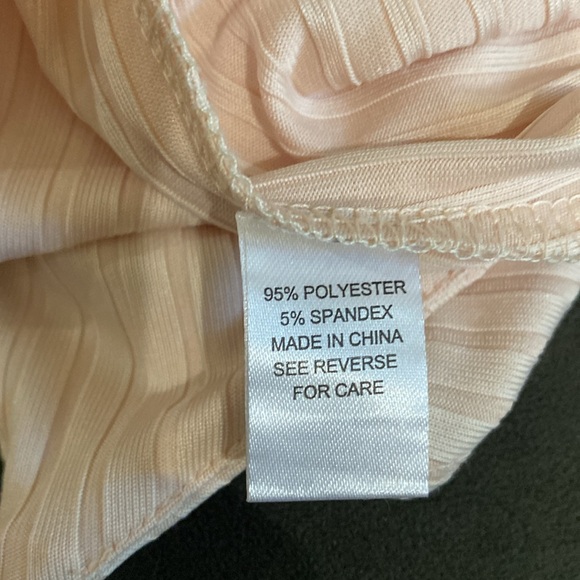 95% POLYESTER
5% SPANDEX
MADE IN CHINA
SEE REVERSE
FOR CARE